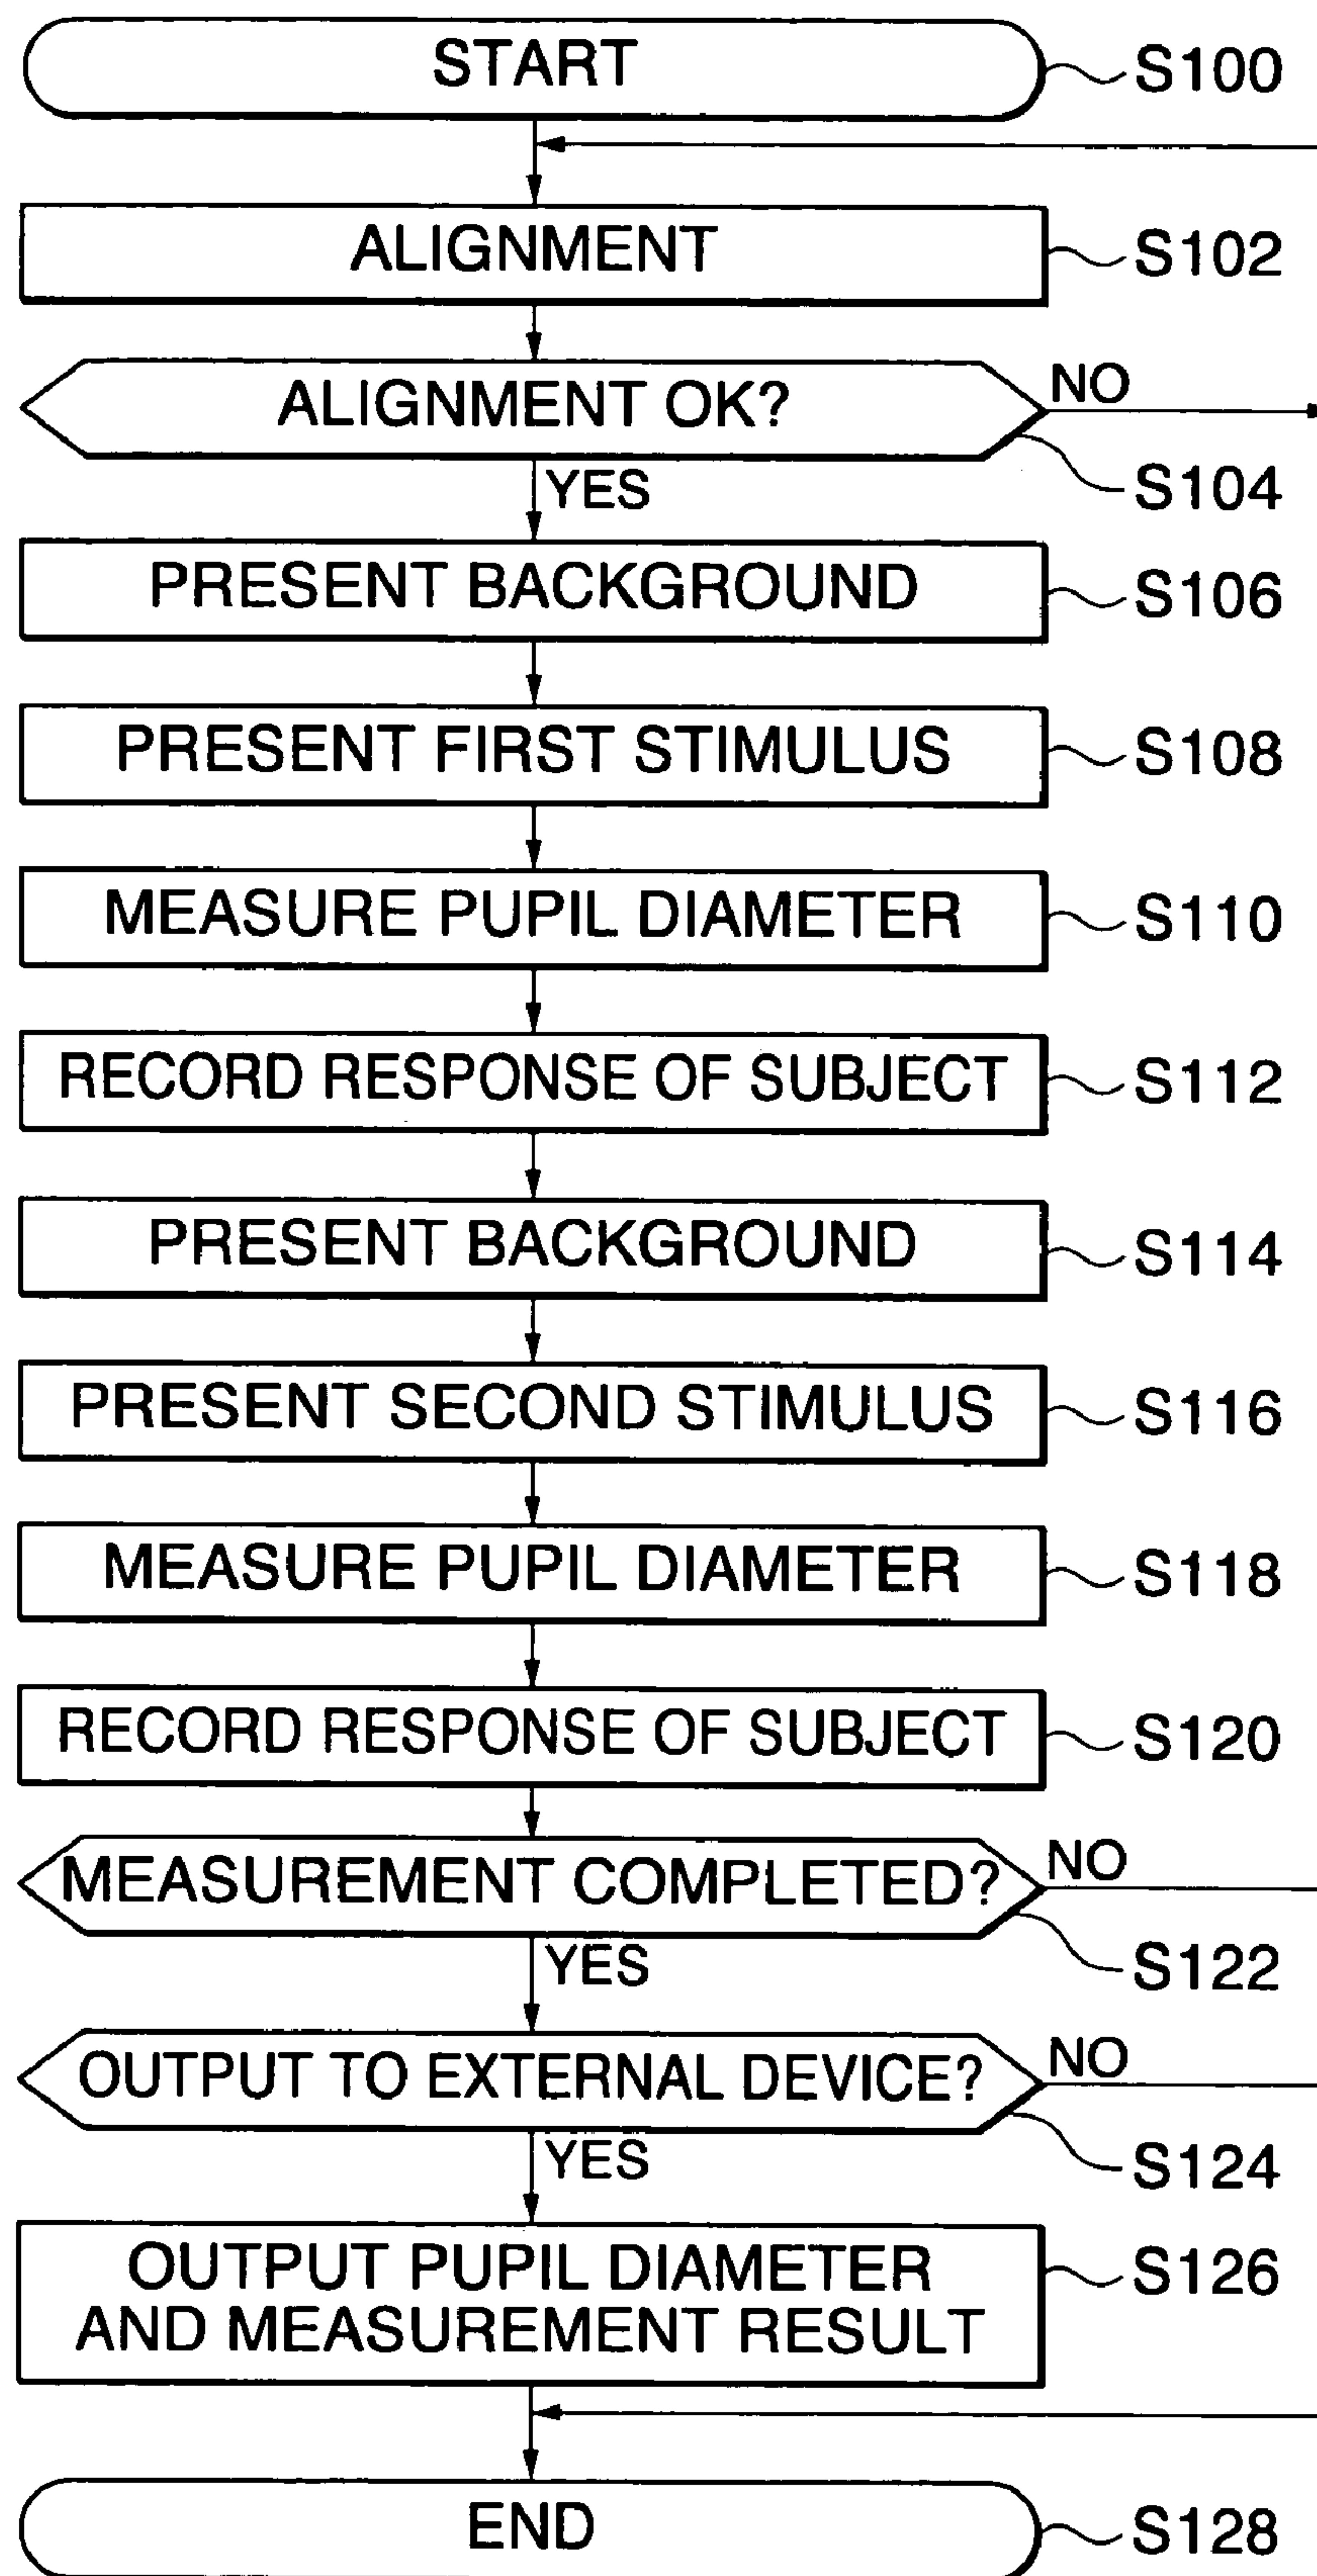 START
S100
ALIGNMENT
S102
ALIGNMENT OK?
NO
S104
YES
PRESENT BACKGROUND
S106
PRESENT FIRST STIMULUS
S108
MEASURE PUPIL DIAMETER
S110
RECORD RESPONSE OF SUBJECT
S112
PRESENT BACKGROUND
S114
PRESENT SECOND STIMULUS
S116
MEASURE PUPIL DIAMETER
S118
RECORD RESPONSE OF SUBJECT
S120
MEASUREMENT COMPLETED?
NO
S122
YES
OUTPUT TO EXTERNAL DEVICE?
NO
S124
YES
OUTPUT PUPIL DIAMETER
AND MEASUREMENT RESULT
S126
END
S128